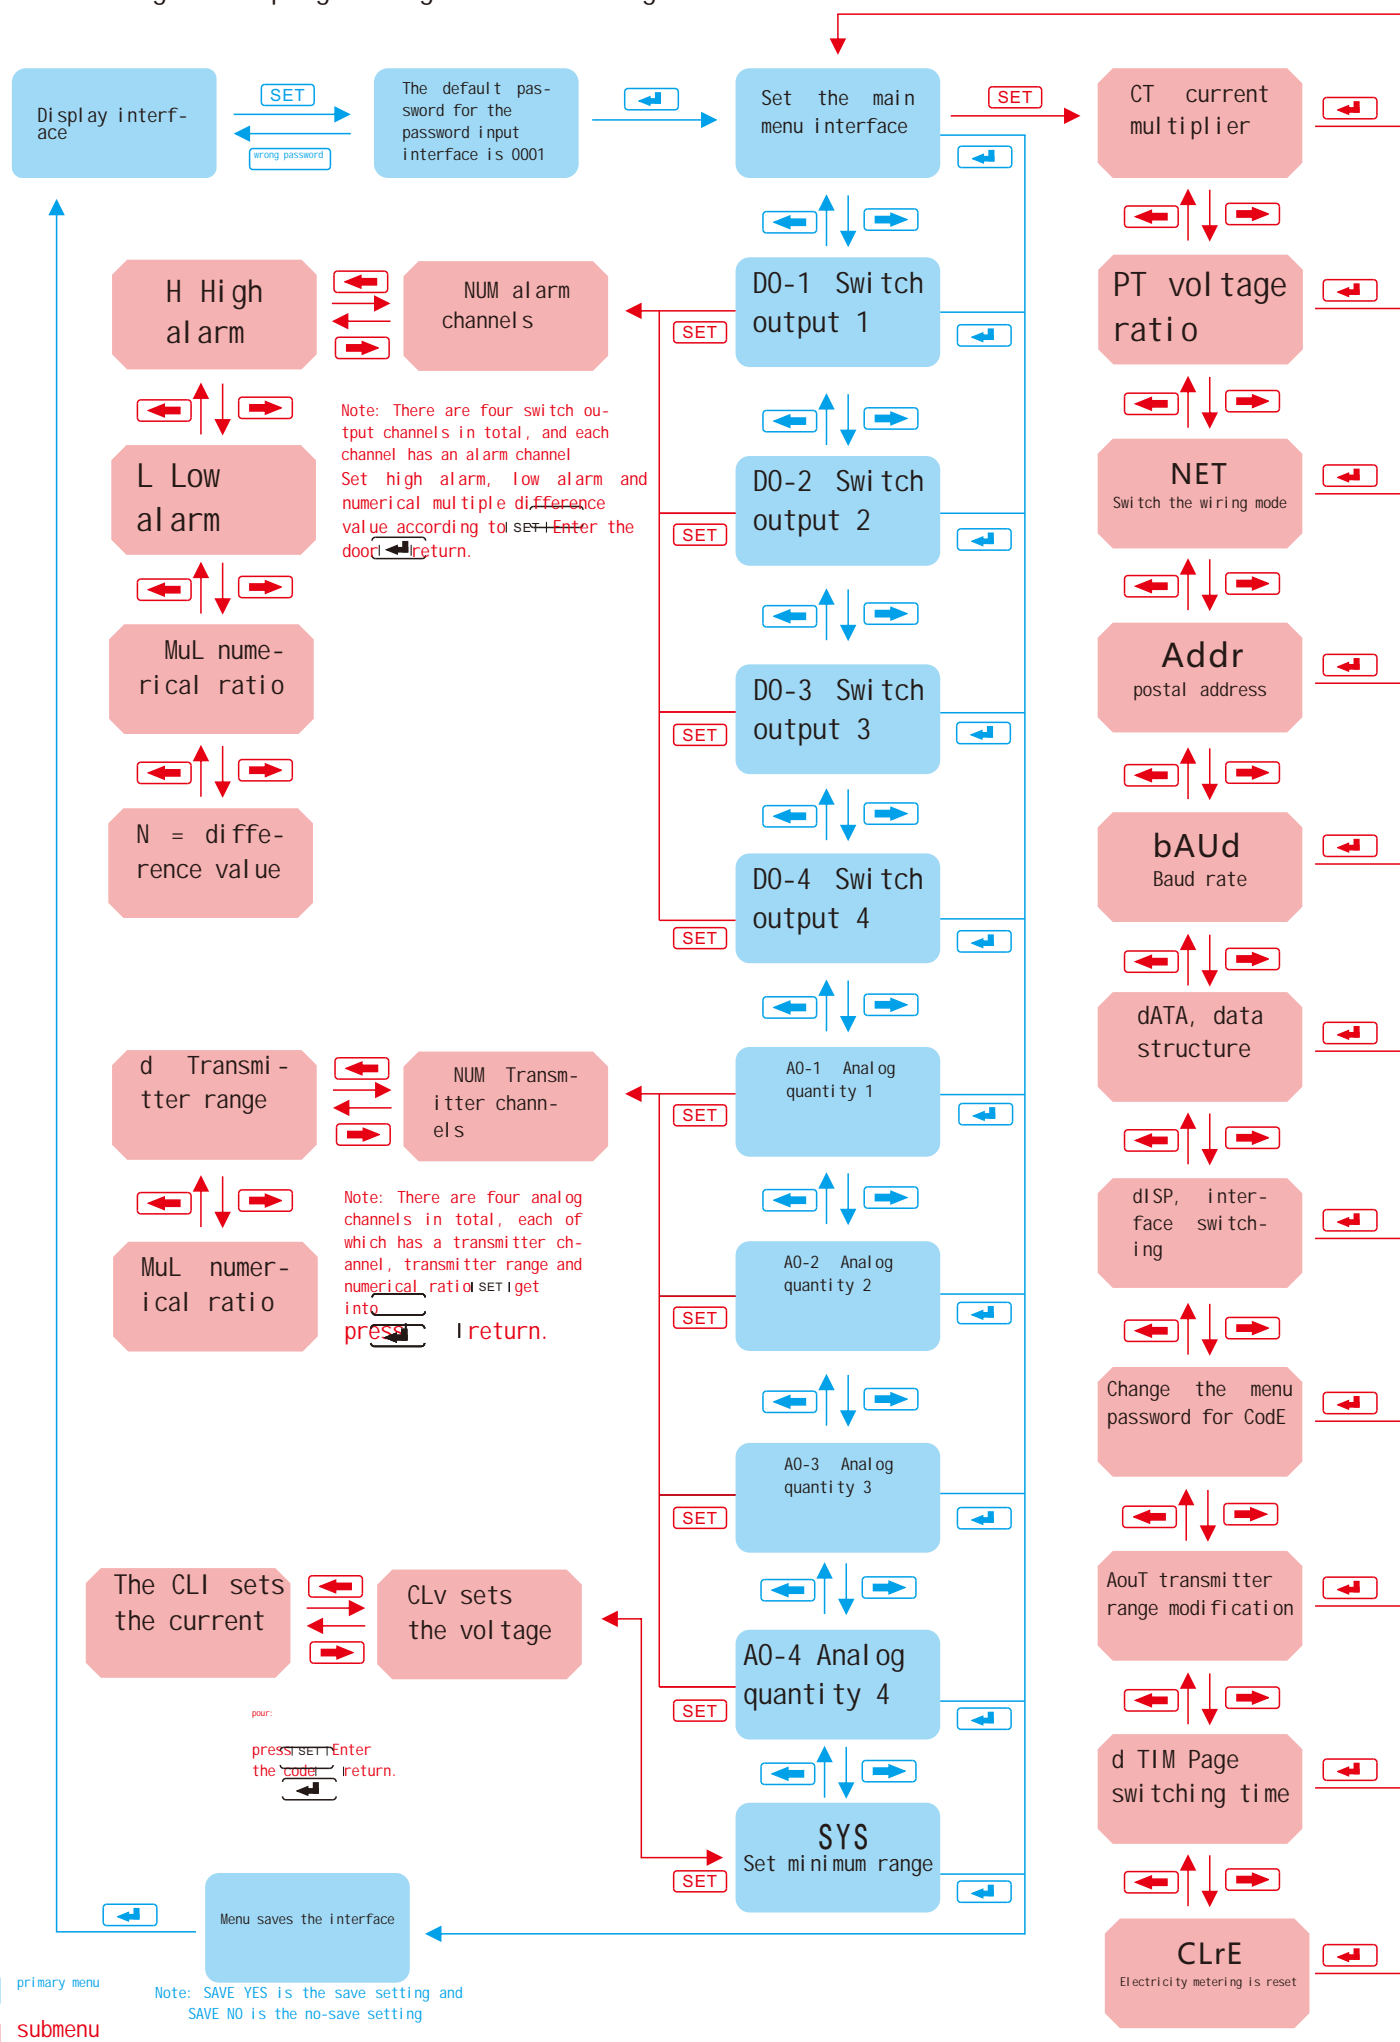 Display interf-
ace
SET
wrong password
The default pas-
sword for the
password input
interface is 0001
Set the main
menu interface
SET
CT current
multiplier
H High
alarm
NUM alarm
channels
SET
DO-1 Switch
output 1
PT voltage
ratio
Note: There are four switch ou-
tput channels in total, and each
channel has an alarm channel
Set high alarm, low alarm and
numerical multiple difference
value according to SET Enter the
door return.
L Low
alarm
SET
DO-2 Switch
output 2
NET
Switch the wiring mode
MuL nume-
rical ratio
SET
DO-3 Switch
output 3
Addr
postal address
N = diffe-
rence value
SET
DO-4 Switch
output 4
bAUd
Baud rate
d Transmi-
tter range
NUM Transm-
itter chann-
els
SET
AO-1 Analog
quantity 1
dATA, data
structure
Note: There are four analog
channels in total, each of
which has a transmitter ch-
annel, transmitter range and
numerical ratio SET get
into
press return.
MuL numer-
ical ratio
SET
AO-2 Analog
quantity 2
dISP, inter-
face switch-
ing
SET
AO-3 Analog
quantity 3
Change the menu
password for CodE
The CLI sets
the current
CLv sets
the voltage
SET
AO-4 Analog
quantity 4
AouT transmitter
range modification
pour:
press SET Enter
the code return.
SET
SYS
Set minimum range
d TIM Page
switching time
Menu saves the interface
CLrE
Electricity metering is reset
primary menu
Note: SAVE YES is the save setting and
SAVE NO is the no-save setting
submenu